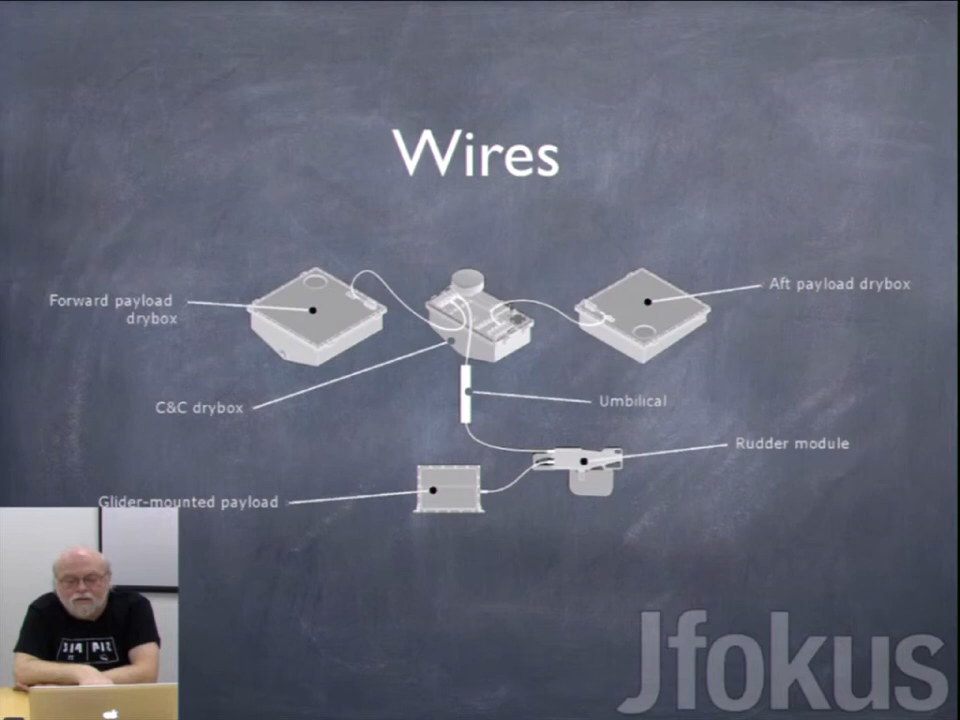 Wires
Forward payload
drybox
Aft payload drybox
C&C drybox
Umbilical
Rudder module
Glider-mounted payload
Jfokus